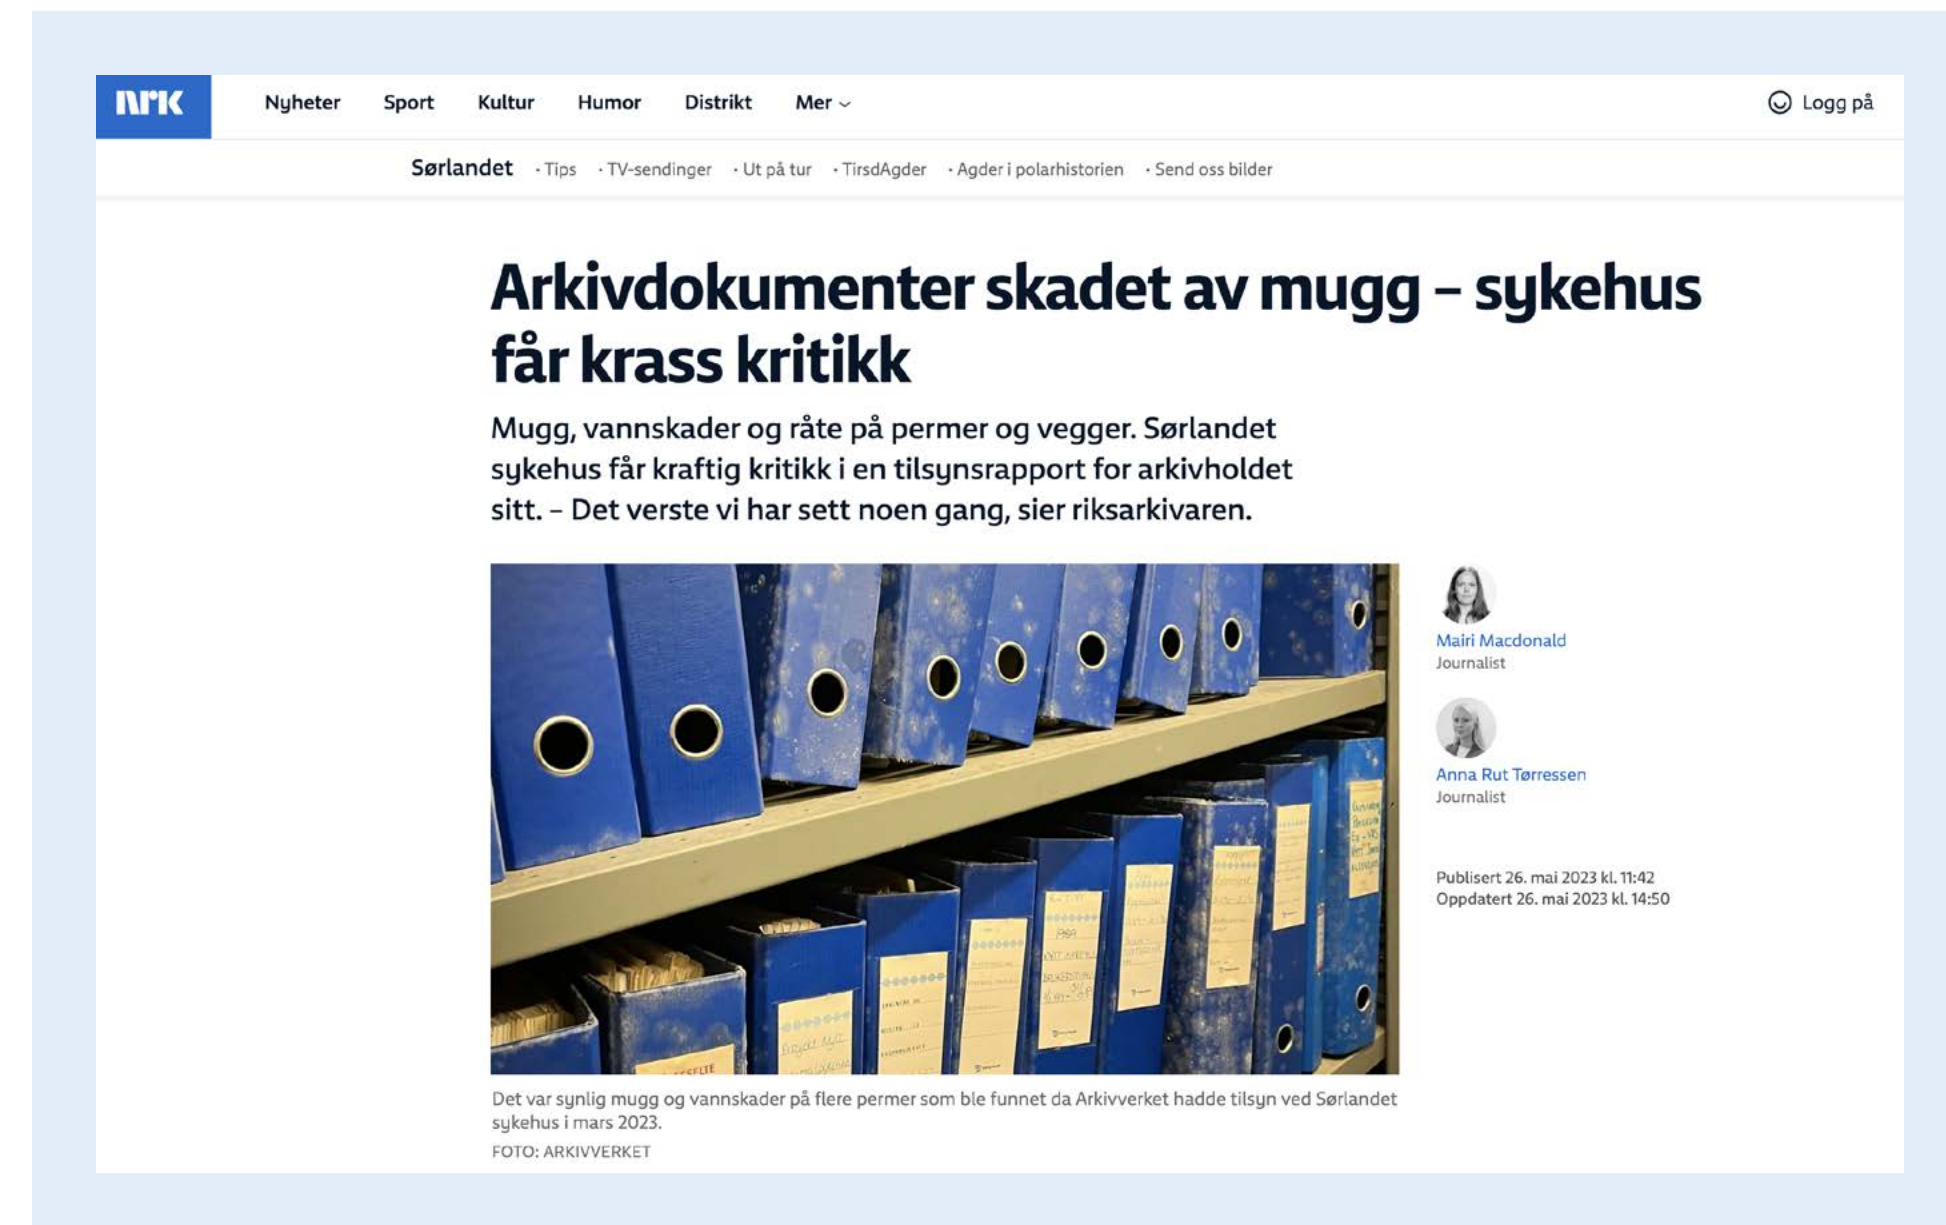 nrk
Nyheter Sport Kultur Humor Distrikt Mer
Logg på
Sørlandet · Tips · TV-sendinger · Ut på tur · TirsdAgder · Agder i polarhistorien · Send oss bilder
Arkivdokumenter skadet av mugg – sykehus
får krass kritikk
Mugg, vannskader og råte på permer og vegger. Sørlandet
sykehus får kraftig kritikk i en tilsynsrapport for arkivholdet
sitt. – Det verste vi har sett noen gang, sier riksarkivaren.
Mairi Macdonald
Journalist
Anna Rut Tørressen
Journalist
Publisert 26. mai 2023 kl. 11:42
Oppdatert 26. mai 2023 kl. 14:50
1989
Det var synlig mugg og vannskader på flere permer som ble funnet da Arkivverket hadde tilsyn ved Sørlandet
sykehus i mars 2023.
FOTO: ARKIVVERKET